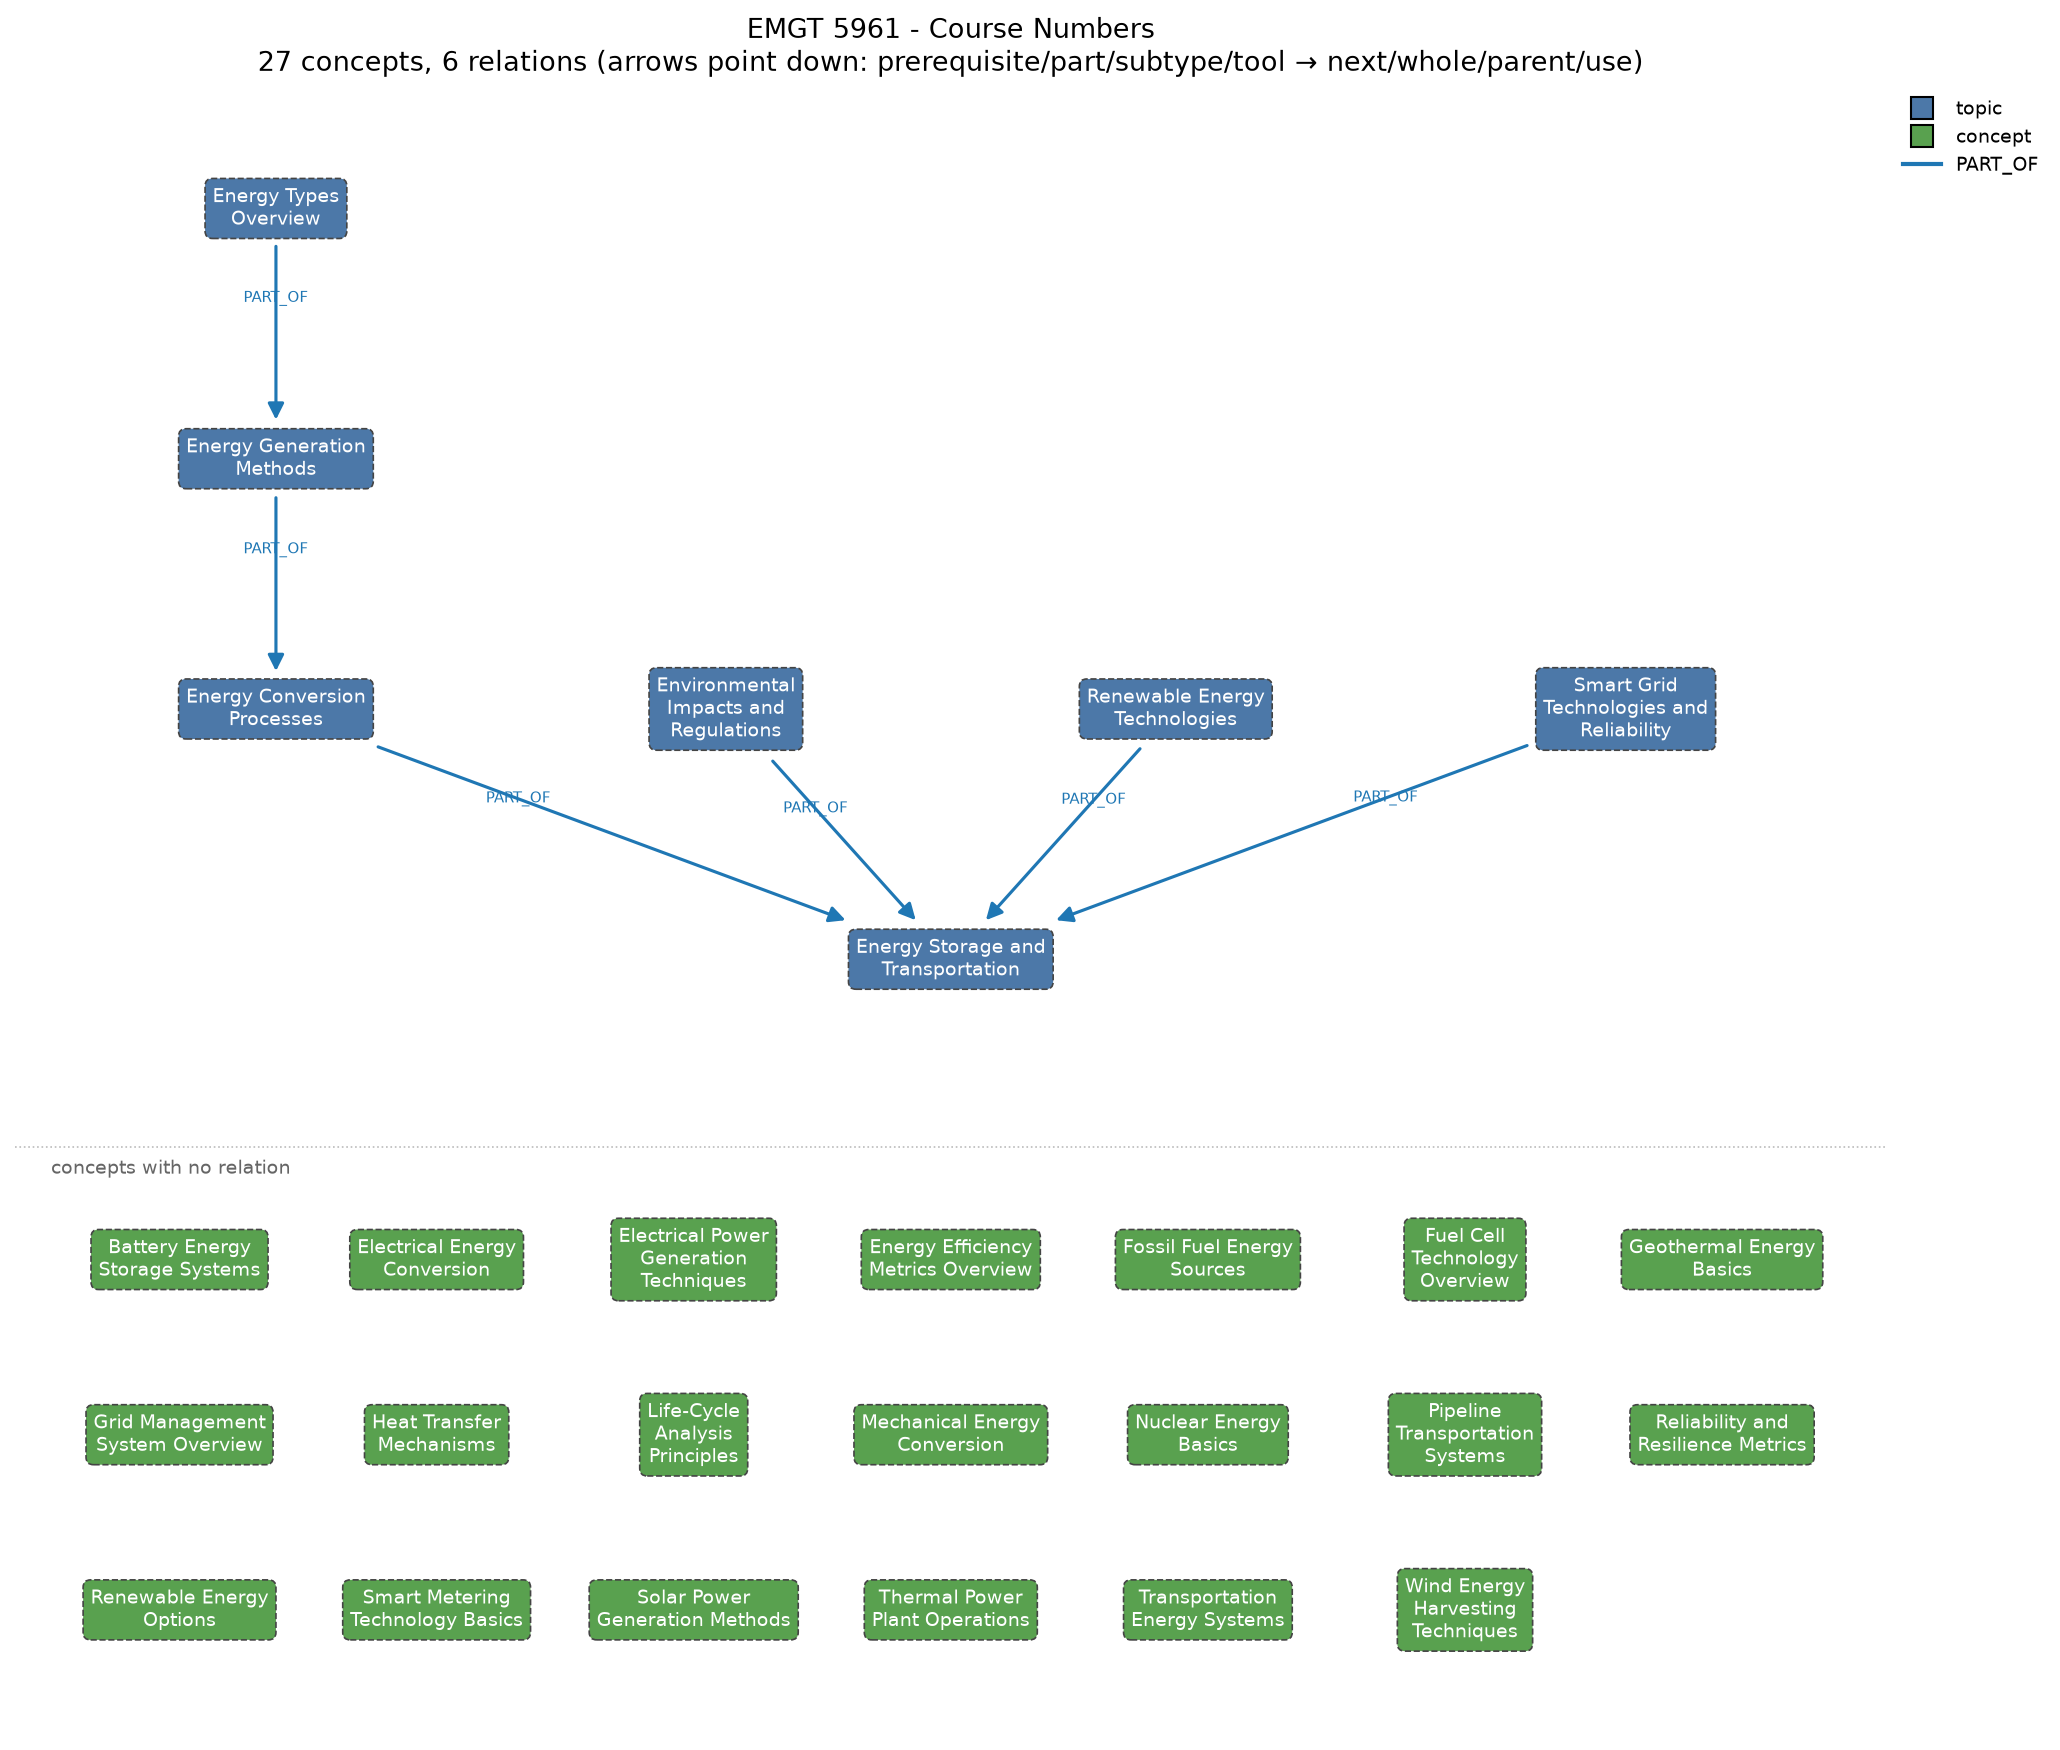 EMGT 5961 - Course Numbers
27 concepts, 6 relations (arrows point down: prerequisite/part/subtype/tool → next/whole/parent/use)
topic
concept
PART_OF
Energy Types
Overview
PART_OF
Energy Generation
Methods
PART_OF
Energy Conversion
Processes
Environmental
Impacts and
Regulations
Renewable Energy
Technologies
Smart Grid
Technologies and
Reliability
PART_OF
PART_OF
PART_OF
PART_OF
Energy Storage and
Transportation
concepts with no relation
Battery Energy
Storage Systems
Electrical Energy
Conversion
Electrical Power
Generation
Techniques
Energy Efficiency
Metrics Overview
Fossil Fuel Energy
Sources
Fuel Cell
Technology
Overview
Geothermal Energy
Basics
Grid Management
System Overview
Heat Transfer
Mechanisms
Life-Cycle
Analysis
Principles
Mechanical Energy
Conversion
Nuclear Energy
Basics
Pipeline
Transportation
Systems
Reliability and
Resilience Metrics
Renewable Energy
Options
Smart Metering
Technology Basics
Solar Power
Generation Methods
Thermal Power
Plant Operations
Transportation
Energy Systems
Wind Energy
Harvesting
Techniques